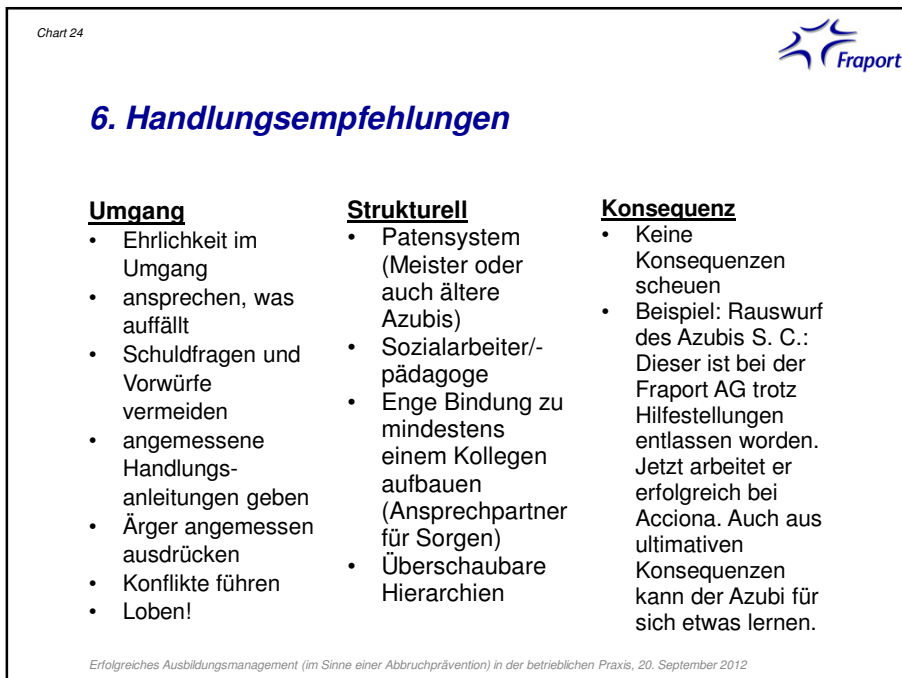 Chart 24
Fraport
6. Handlungsempfehlungen
Umgang
• Ehrlichkeit im
Umgang
• ansprechen, was
auffällt
• Schuldfragen und
Vorwürfe
vermeiden
• angemessene
Handlungs-
anleitungen geben
• Ärger angemessen
ausdrücken
• Konflikte führen
• Loben!
Strukturell
• Patensystem
(Meister oder
auch ältere
Azubis)
• Sozialarbeiter/-
pädagoge
• Enge Bindung zu
mindestens
einem Kollegen
aufbauen
(Ansprechpartner
für Sorgen)
• Überschaubare
Hierarchien
Konsequenz
• Keine
Konsequenzen
scheuen
• Beispiel: Rauswurf
des Azubis S. C.:
Dieser ist bei der
Fraport AG trotz
Hilfestellungen
entlassen worden.
Jetzt arbeitet er
erfolgreich bei
Acciona. Auch aus
ultimativen
Konsequenzen
kann der Azubi für
sich etwas lernen.
Erfolgreiches Ausbildungsmanagement (im Sinne einer Abbruchprävention) in der betrieblichen Praxis, 20. September 2012